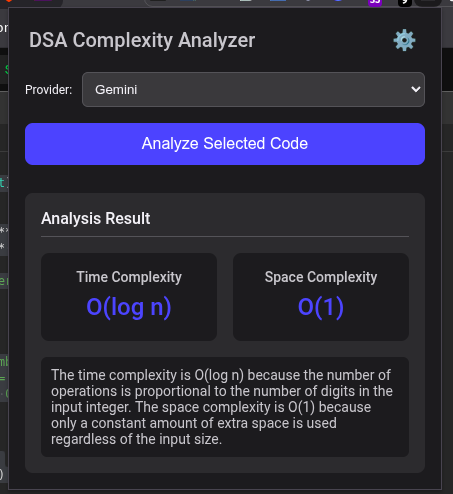 DSA Complexity Analyzer
Provider: Gemini
Analyze Selected Code
Analysis Result
Time Complexity
O(log n)
Space Complexity
O(1)
The time complexity is O(log n) because the number of
operations is proportional to the number of digits in the
input integer. The space complexity is O(1) because
only a constant amount of extra space is used
regardless of the input size.